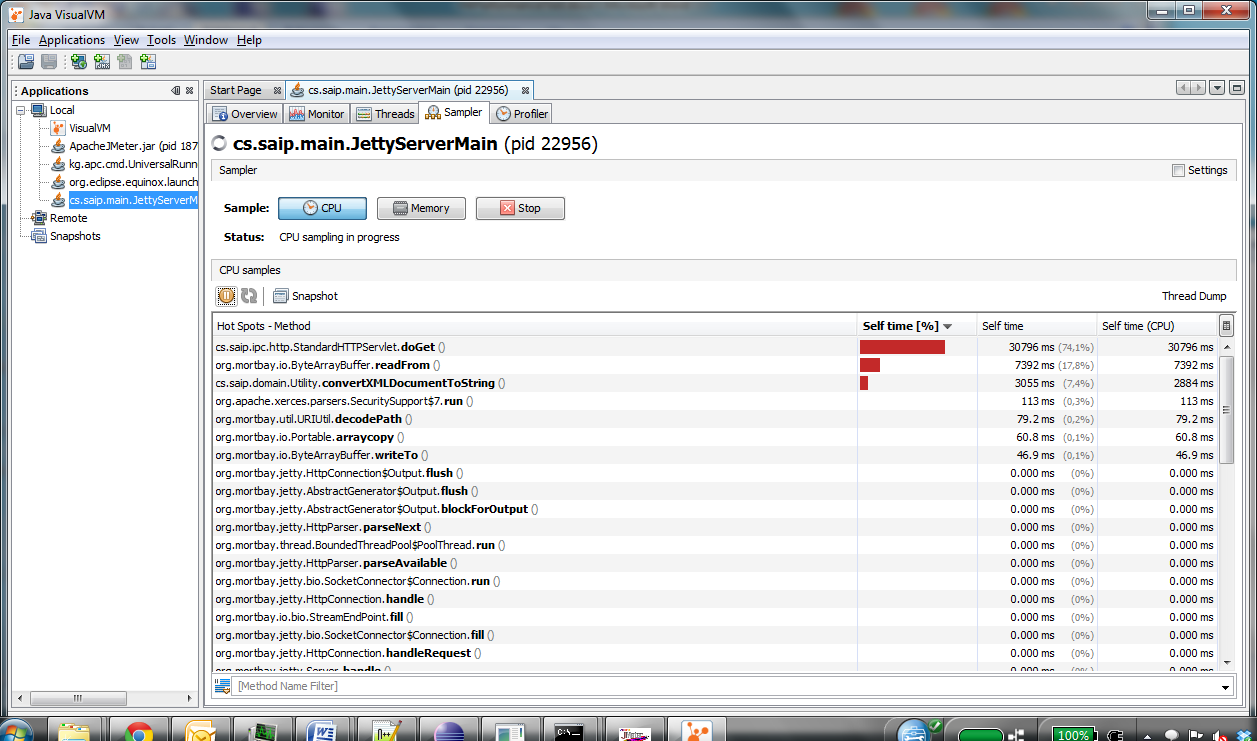 Java VisualVM
File Applications View Tools Window Help
Applications
Local
VisualVM
ApacheJMeter.jar (pid 187
kg.apc.cmd.UniversalRunn
org.eclipse.equinox.launch
cs.saip.main.JettyServerM
Remote
Snapshots
Start Page
cs.saip.main.JettyServerMain (pid 22956)
Overview Monitor Threads Sampler Profiler
cs.saip.main.JettyServerMain (pid 22956)
Sampler Settings
Sample: CPU Memory Stop
Status: CPU sampling in progress
CPU samples
Snapshot Thread Dump
Hot Spots - Method Self time [%] Self time Self time (CPU)
cs.saip.ipc.http.StandardHTTPServlet.doGet () 30796 ms (74,1%) 30796 ms
org.mortbay.io.ByteArrayBuffer.readFrom () 7392 ms (17,8%) 7392 ms
cs.saip.domain.Utility.convertXMLDocumentToString () 3055 ms (7,4%) 2884 ms
org.apache.xerces.parsers.SecuritySupport$7.run () 113 ms (0,3%) 113 ms
org.mortbay.util.URIUtil.decodePath () 79.2 ms (0,2%) 79.2 ms
org.mortbay.io.Portable.arraycopy () 60.8 ms (0,1%) 60.8 ms
org.mortbay.io.ByteArrayBuffer.writeTo () 46.9 ms (0,1%) 46.9 ms
org.mortbay.jetty.HttpConnection$Output.flush () 0.000 ms (0%) 0.000 ms
org.mortbay.jetty.AbstractGenerator$Output.flush () 0.000 ms (0%) 0.000 ms
org.mortbay.jetty.AbstractGenerator$Output.blockForOutput () 0.000 ms (0%) 0.000 ms
org.mortbay.jetty.HttpParser.parseNext () 0.000 ms (0%) 0.000 ms
org.mortbay.thread.BoundedThreadPool$PoolThread.run () 0.000 ms (0%) 0.000 ms
org.mortbay.jetty.HttpParser.parseAvailable () 0.000 ms (0%) 0.000 ms
org.mortbay.jetty.bio.SocketConnector$Connection.run () 0.000 ms (0%) 0.000 ms
org.mortbay.jetty.HttpConnection.handle () 0.000 ms (0%) 0.000 ms
org.mortbay.io.bio.StreamEndPoint.fill () 0.000 ms (0%) 0.000 ms
org.mortbay.jetty.bio.SocketConnector$Connection.fill () 0.000 ms (0%) 0.000 ms
org.mortbay.jetty.HttpConnection.handleRequest () 0.000 ms (0%) 0.000 ms
org.mortbay.jetty.Server.handle () 0.000 ms (0%) 0.000 ms
[Method Name Filter]
100%